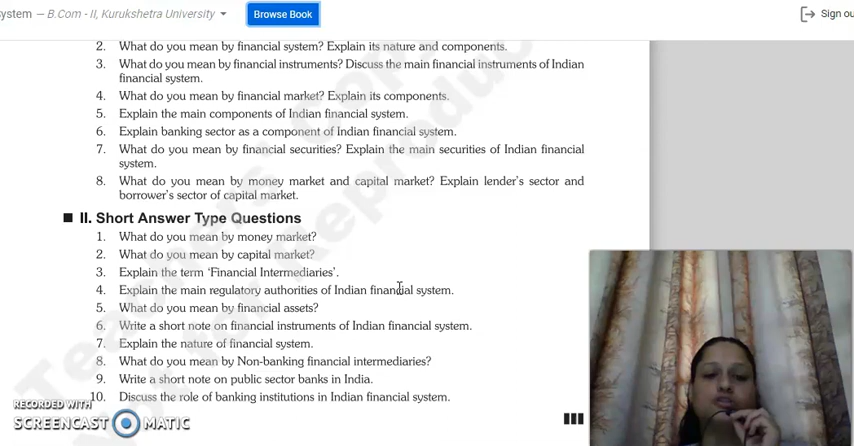 ystem — B.Com - II, Kurukshetra University
Browse Book
Sign ou
2. What do you mean by financial system? Explain its nature and components.
3. What do you mean by financial instruments? Discuss the main financial instruments of Indian
financial system.
4. What do you mean by financial market? Explain its components.
5. Explain the main components of Indian financial system.
6. Explain banking sector as a component of Indian financial system.
7. What do you mean by financial securities? Explain the main securities of Indian financial
system.
8. What do you mean by money market and capital market? Explain lender's sector and
borrower's sector of capital market.
II. Short Answer Type Questions
1. What do you mean by money market?
2. What do you mean by capital market?
3. Explain the term 'Financial Intermediaries'.
4. Explain the main regulatory authorities of Indian financial system.
5. What do you mean by financial assets?
6. Write a short note on financial instruments of Indian financial system.
7. Explain the nature of financial system.
8. What do you mean by Non-banking financial intermediaries?
9. Write a short note on public sector banks in India.
10. Discuss the role of banking institutions in Indian financial system.
RECORDED WITH
SCREENCAST MATIC